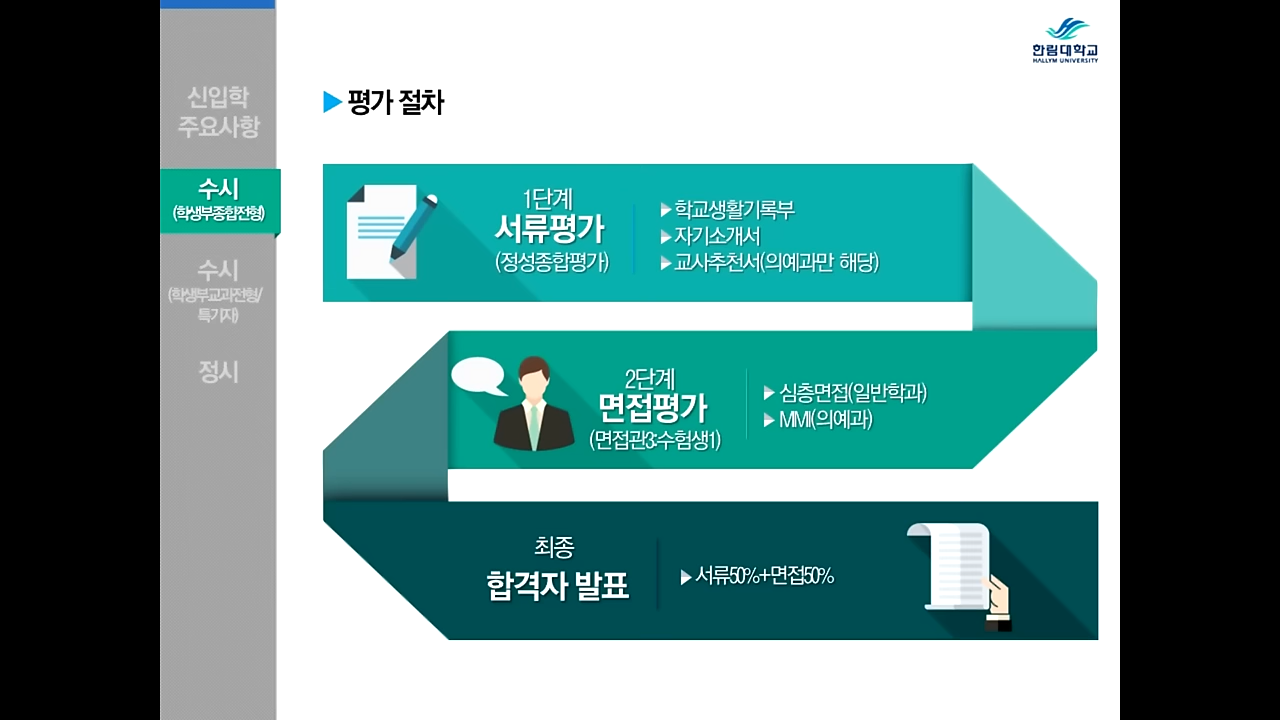 한림대학교
HALLYM UNIVERSITY
신입학
주요사항
수시
(학생부종합전형)
수시
(학생부교과전형/
특기자)
정시
▶평가 절차
1단계
서류평가
(정성종합평가)
▶학교생활기록부
▶자기소개서
▶교사추천서(의예과만 해당)
2단계
면접평가
(면접관3:수험생1)
▶심층면접(일반학과)
▶MMI(의예과)
최종
합격자 발표
▶서류50%+면접50%